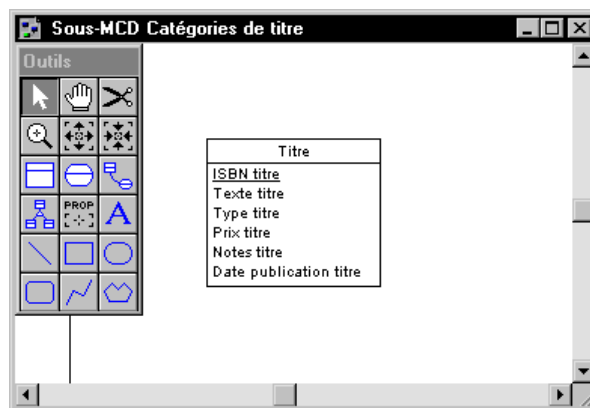 Sous-MCD Catégories de titre
Outils
PROP
A
Titre
ISBN titre
Texte titre
Type titre
Prix titre
Notes titre
Date publication titre